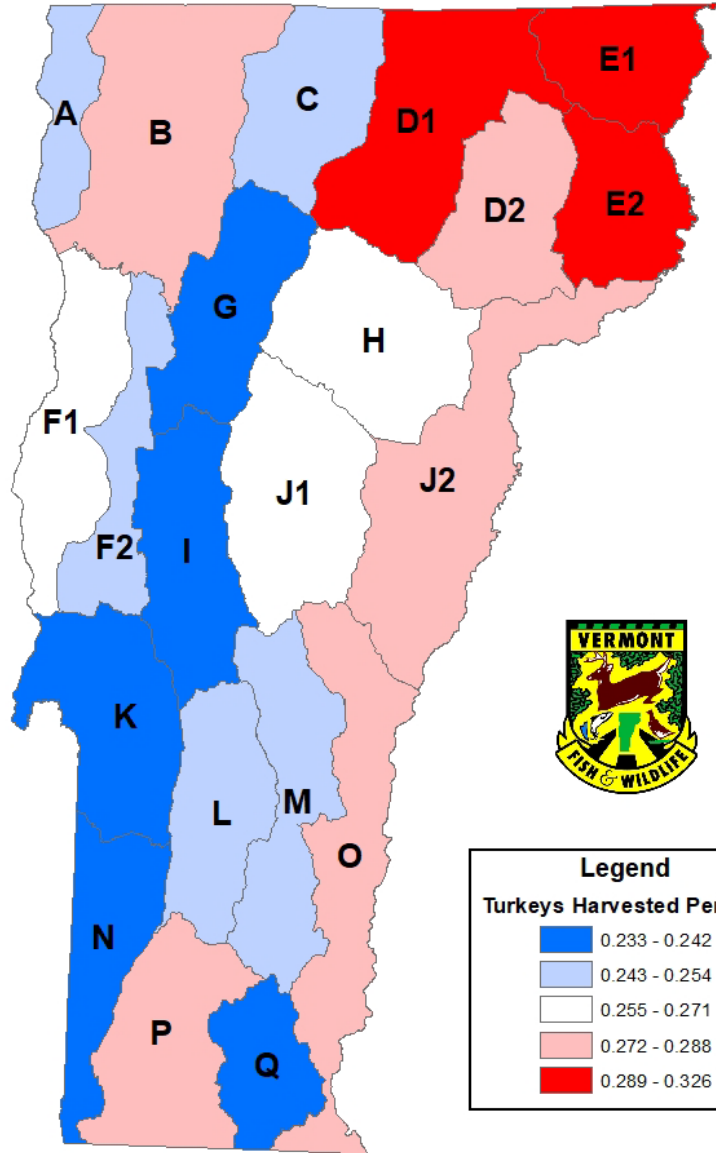 A
B
C
D1
E1
D2
E2
G
H
F1
F2
I
J1
J2
K
L
M
O
N
P
Q
VERMONT
FISH & WILDLIFE
Legend
Turkeys Harvested Per
0.233 - 0.242
0.243 - 0.254
0.255 - 0.271
0.272 - 0.288
0.289 - 0.326